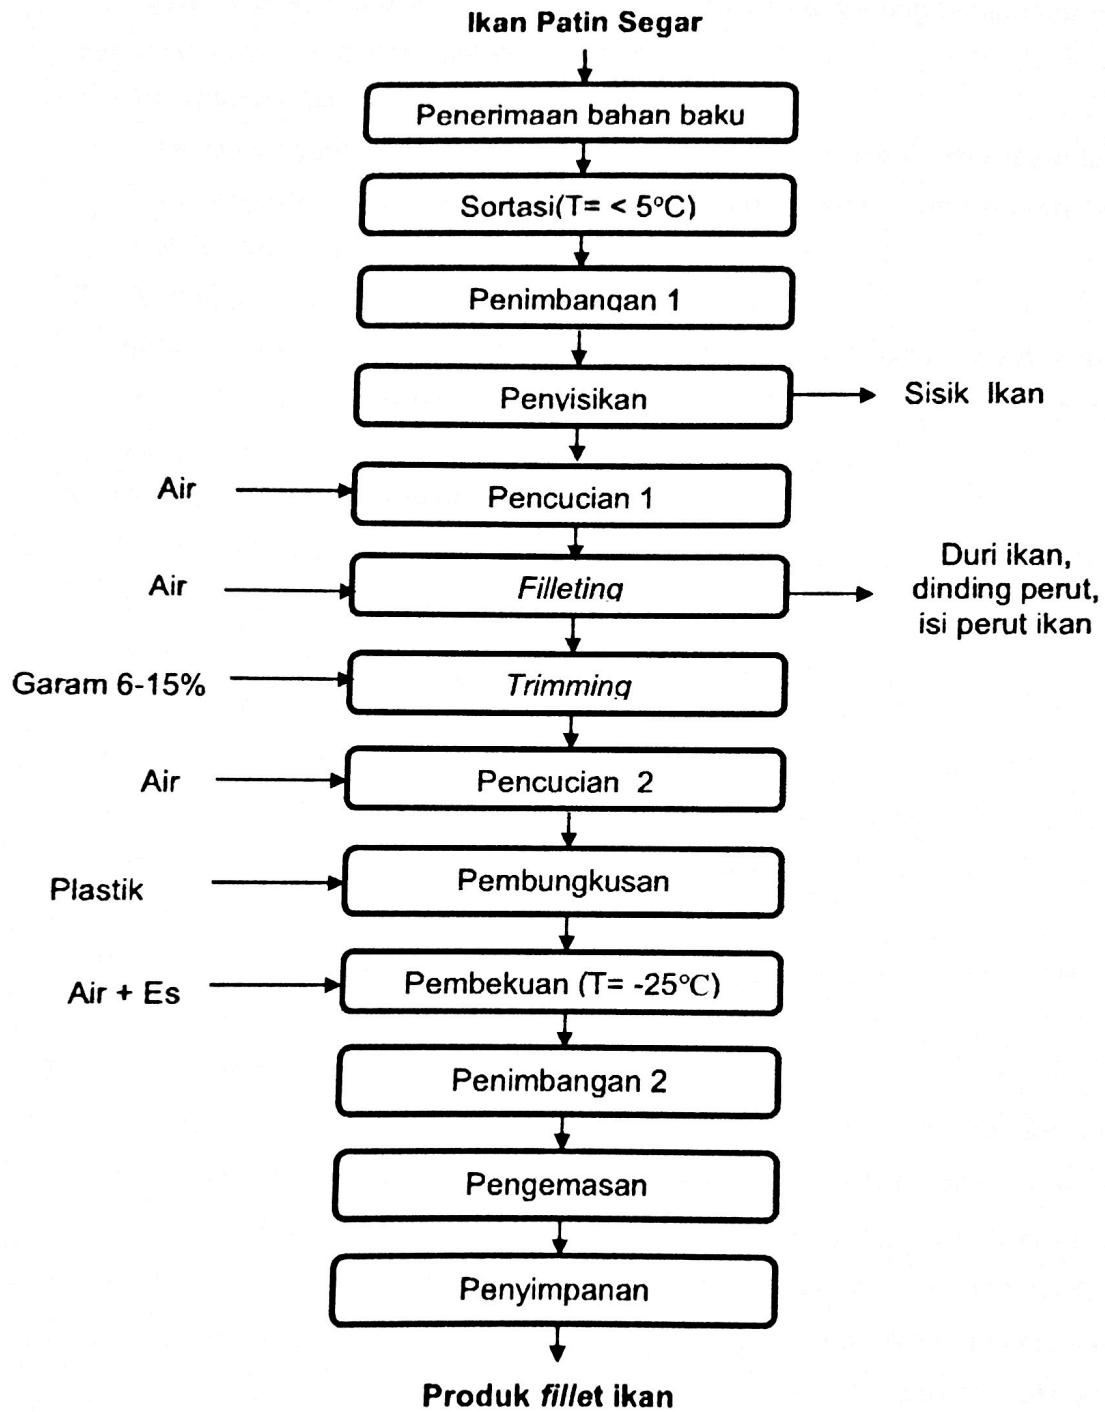 Ikan Patin Segar
Penerimaan bahan baku
Sortasi(T= < 5°C)
Penimbangan 1
Penyisikan
Sisik Ikan
Air
Pencucian 1
Air
Filleting
Duri ikan,
dinding perut,
isi perut ikan
Garam 6-15%
Trimming
Air
Pencucian 2
Plastik
Pembungkusan
Air + Es
Pembekuan (T= -25°C)
Penimbangan 2
Pengemasan
Penyimpanan
Produk fillet ikan